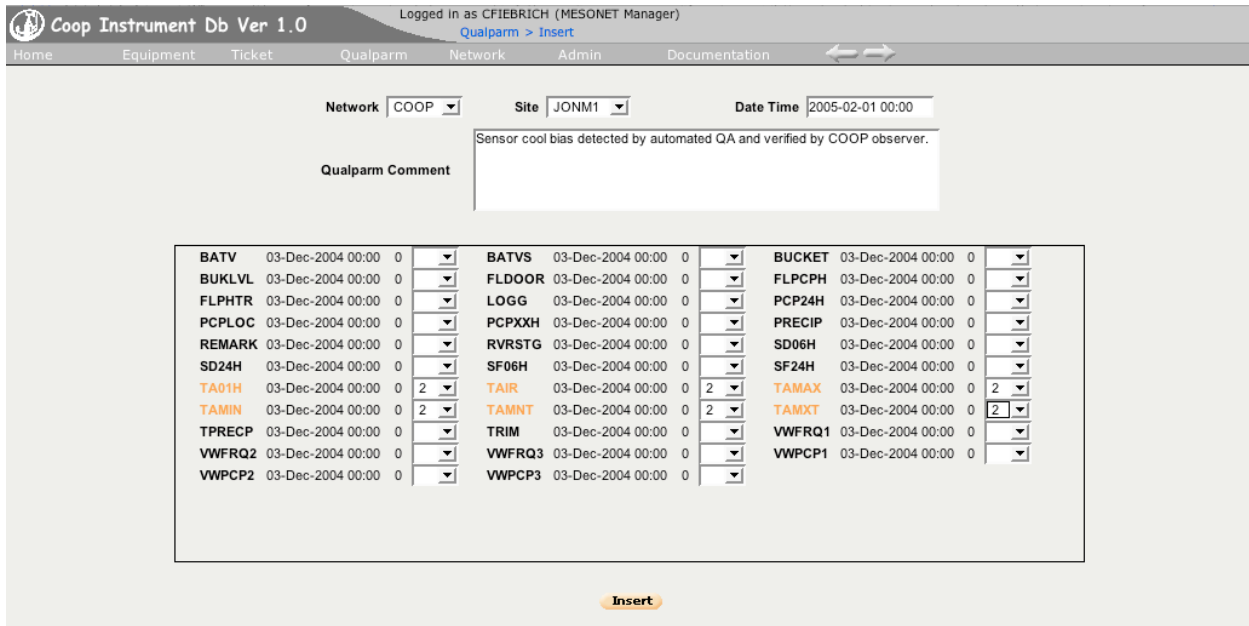 Coop Instrument Db Ver 1.0
Logged in as CFIEBRICH (MESONET Manager)
Qualparm > Insert
Home Equipment Ticket Qualparm Network Admin Documentation
Network COOP Site JONM1 Date Time 2005-02-01 00:00
Sensor cool bias detected by automated QA and verified by COOP observer.
Qualparm Comment
BATV 03-Dec-2004 00:00 0 BATVS 03-Dec-2004 00:00 0 BUCKET 03-Dec-2004 00:00 0
BUKLVL 03-Dec-2004 00:00 0 FLDOOR 03-Dec-2004 00:00 0 FLPCPH 03-Dec-2004 00:00 0
FLPHTR 03-Dec-2004 00:00 0 LOGG 03-Dec-2004 00:00 0 PCP24H 03-Dec-2004 00:00 0
PCPLOC 03-Dec-2004 00:00 0 PCPXXH 03-Dec-2004 00:00 0 PRECIP 03-Dec-2004 00:00 0
REMARK 03-Dec-2004 00:00 0 RVRSTG 03-Dec-2004 00:00 0 SD06H 03-Dec-2004 00:00 0
SD24H 03-Dec-2004 00:00 0 SF06H 03-Dec-2004 00:00 0 SF24H 03-Dec-2004 00:00 0
TA01H 03-Dec-2004 00:00 0 2 TAIR 03-Dec-2004 00:00 0 2 TAMAX 03-Dec-2004 00:00 0 2
TAMIN 03-Dec-2004 00:00 0 2 TAMNT 03-Dec-2004 00:00 0 2 TAMXT 03-Dec-2004 00:00 0 2
TPRECP 03-Dec-2004 00:00 0 TRIM 03-Dec-2004 00:00 0 VWFRQ1 03-Dec-2004 00:00 0
VWFRQ2 03-Dec-2004 00:00 0 VWFRQ3 03-Dec-2004 00:00 0 VWPCP1 03-Dec-2004 00:00 0
VWPCP2 03-Dec-2004 00:00 0 VWPCP3 03-Dec-2004 00:00 0
Insert